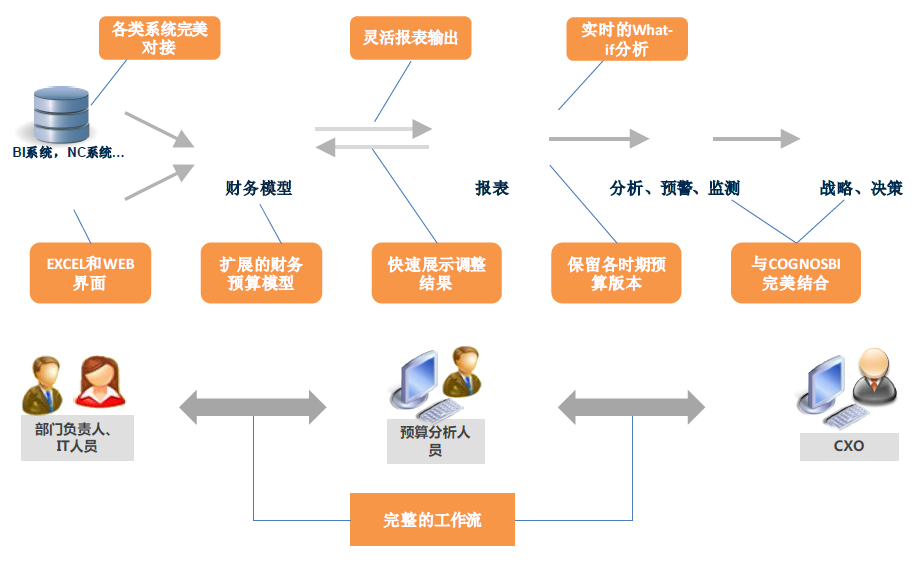 各类系统完美
对接
灵活报表输出
实时的What-
if分析
BI系统，NC系统...
财务模型
报表
分析、预警、监测
战略、决策
EXCEL和WEB
界面
扩展的财务
预算模型
快速展示调整
结果
保留各时期预
算版本
与COGNOSBI
完美结合
部门负责人、
IT人员
预算分析人
员
CXO
完整的工作流